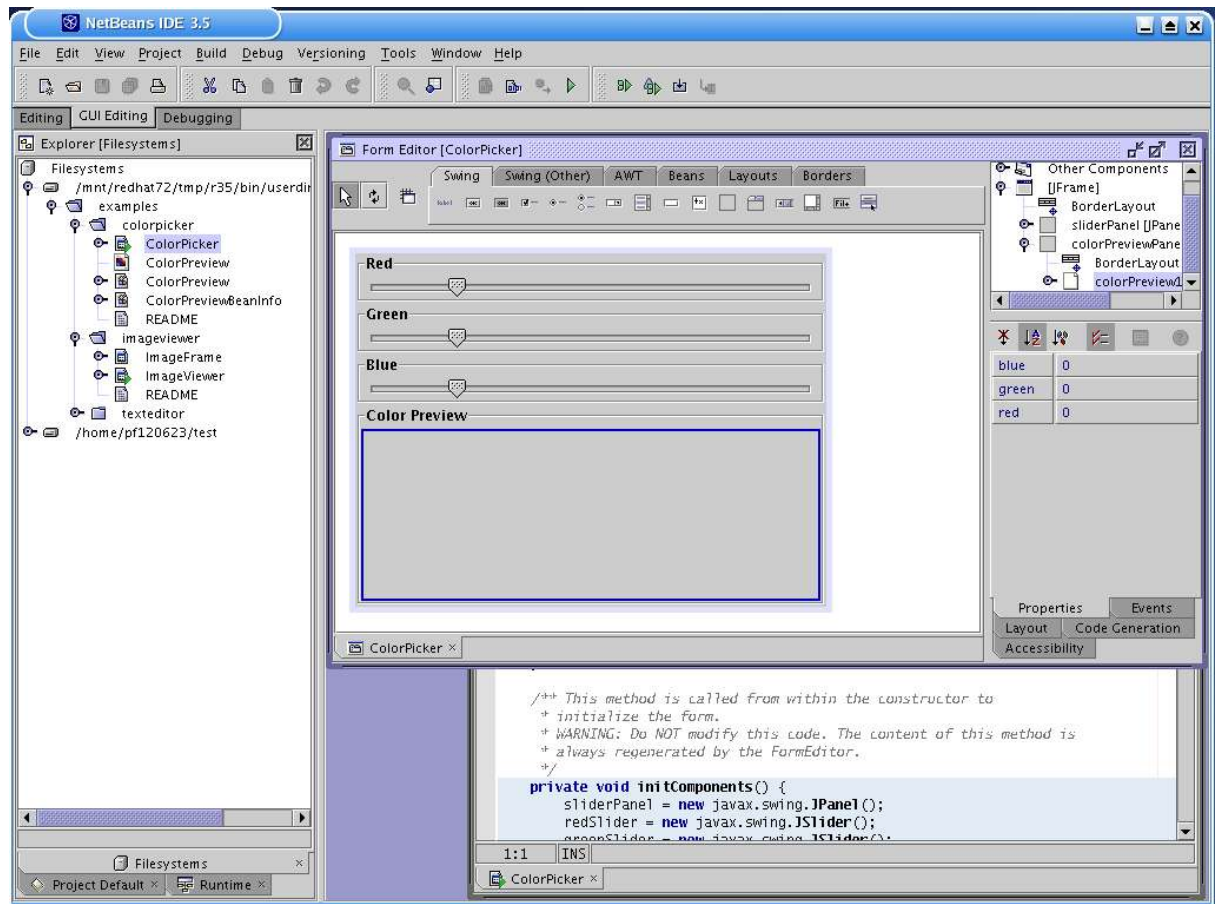 NetBeans IDE 3.5
File Edit View Project Build Debug Versioning Tools Window Help
Editing GUI Editing Debugging
Explorer [Filesystems]
Filesystems
/mnt/redhat72/tmp/r35/bin/userdir
examples
colorpicker
ColorPicker
ColorPreview
ColorPreview
ColorPreviewBeanInfo
README
imageviewer
ImageFrame
ImageViewer
README
texteditor
/home/pf120623/test
Filesystems
Project Default Runtime
Form Editor [ColorPicker]
Swing Swing (Other) AWT Beans Layouts Borders
Red
Green
Blue
Color Preview
ColorPicker
Other Components
[JFrame]
BorderLayout
sliderPanel [JPane
colorPreviewPane
BorderLayout
colorPreview1
blue 0
green 0
red 0
Properties Events
Layout Code Generation
Accessibility
/** This method is called from within the constructor to
* initialize the form.
* WARNING: Do NOT modify this code. The content of this method is
* always regenerated by the FormEditor.
*/
private void initComponents() {
sliderPanel = new javax.swing.JPanel();
redSlider = new javax.swing.JSlider();
greenSlider = new javax.swing.JSlider();
1:1 INS
ColorPicker